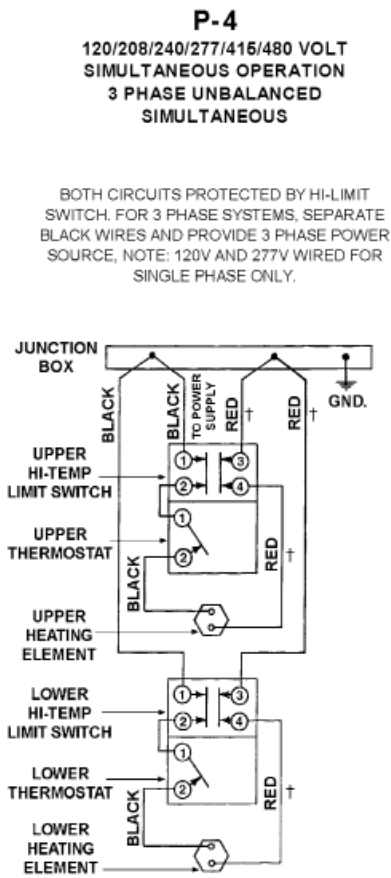 P-4
120/208/240/277/415/480 VOLT
SIMULTANEOUS OPERATION
3 PHASE UNBALANCED
SIMULTANEOUS
BOTH CIRCUITS PROTECTED BY HI-LIMIT
SWITCH. FOR 3 PHASE SYSTEMS, SEPARATE
BLACK WIRES AND PROVIDE 3 PHASE POWER
SOURCE, NOTE: 120V AND 277V WIRED FOR
SINGLE PHASE ONLY.
JUNCTION
BOX
BLACK
BLACK
TO POWER
SUPPLY
RED
†
RED
†
GND.
UPPER
HI-TEMP
LIMIT SWITCH
1
3
2
4
UPPER
THERMOSTAT
1
2
BLACK
RED
†
UPPER
HEATING
ELEMENT
LOWER
HI-TEMP
LIMIT SWITCH
1
3
2
4
LOWER
THERMOSTAT
1
2
BLACK
RED
†
LOWER
HEATING
ELEMENT